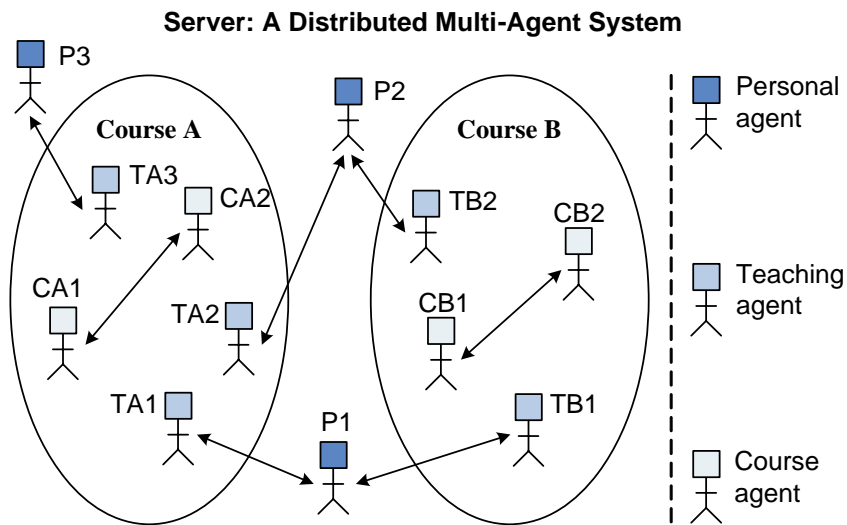 Server: A Distributed Multi-Agent System
P3
P2
Personal
agent
Course A
Course B
TA3
CA2
TB2
CB2
CA1
TA2
CB1
Teaching
agent
TA1
P1
TB1
Course
agent